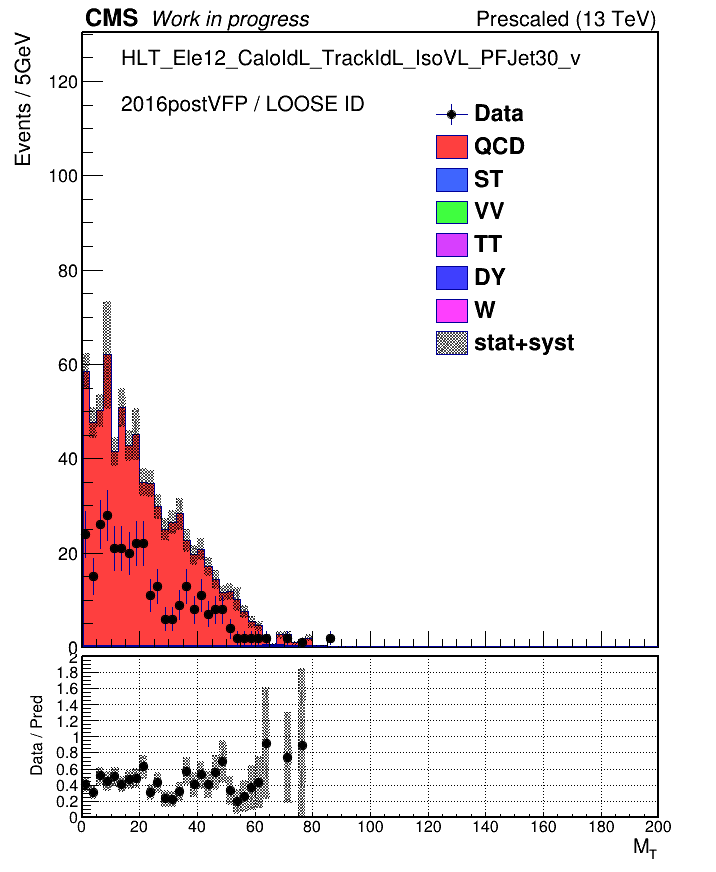 CMS Work in progress Prescaled (13 TeV)
Events / 5GeV
HLT_Ele12_CaloIdL_TrackIdL_IsoVL_PFJet30_v
2016postVFP / LOOSE ID
Data
QCD
ST
VV
TT
DY
W
stat+syst
120
100
80
60
40
20
0
Data / Pred
2
1.8
1.6
1.4
1.2
1
0.8
0.6
0.4
0.2
0
0 20 40 60 80 100 120 140 160 180 200
M_T